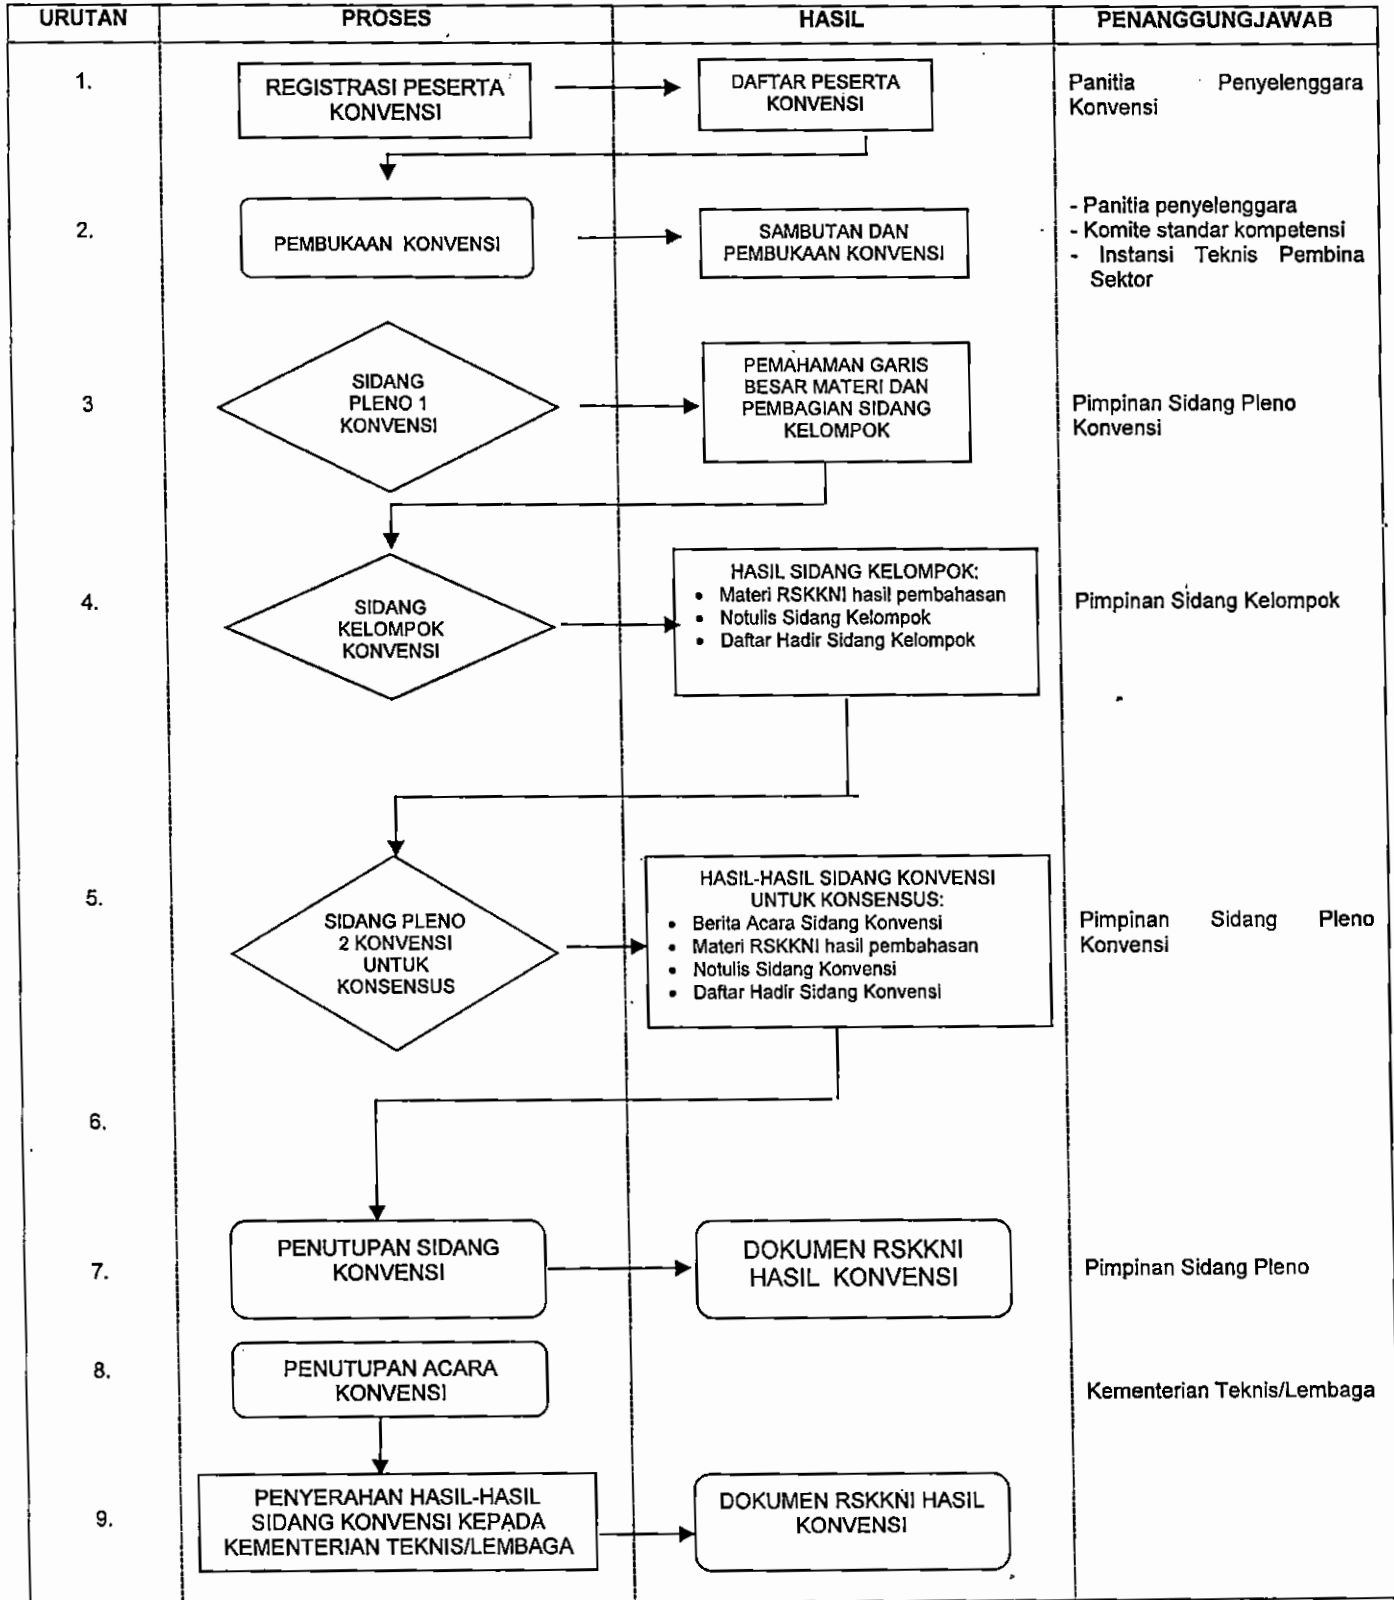 URUTAN PROSES HASIL PENANGGUNGJAWAB
1.
REGISTRASI PESERTA
KONVENSI
DAFTAR PESERTA
KONVENSI
Panitia Penyelenggara
Konvensi
2.
PEMBUKAAN KONVENSI
SAMBUTAN DAN
PEMBUKAAN KONVENSI
- Panitia penyelenggara
- Komite standar kompetensi
- Instansi Teknis Pembina
Sektor
3
SIDANG
PLENO 1
KONVENSI
PEMAHAMAN GARIS
BESAR MATERI DAN
PEMBAGIAN SIDANG
KELOMPOK
Pimpinan Sidang Pleno
Konvensi
4.
SIDANG
KELOMPOK
KONVENSI
HASIL SIDANG KELOMPOK:
• Materi RSKKNI hasil pembahasan
• Notulis Sidang Kelompok
• Daftar Hadir Sidang Kelompok
Pimpinan Sidang Kelompok
5.
SIDANG PLENO
2 KONVENSI
UNTUK
KONSENSUS
HASIL-HASIL SIDANG KONVENSI
UNTUK KONSENSUS:
• Berita Acara Sidang Konvensi
• Materi RSKKNI hasil pembahasan
• Notulis Sidang Konvensi
• Daftar Hadir Sidang Konvensi
Pimpinan Sidang Pleno
Konvensi
6.
7.
PENUTUPAN SIDANG
KONVENSI
DOKUMEN RSKKNI
HASIL KONVENSI
Pimpinan Sidang Pleno
8.
PENUTUPAN ACARA
KONVENSI
Kementerian Teknis/Lembaga
9.
PENYERAHAN HASIL-HASIL
SIDANG KONVENSI KEPADA
KEMENTERIAN TEKNIS/LEMBAGA
DOKUMEN RSKKNI HASIL
KONVENSI